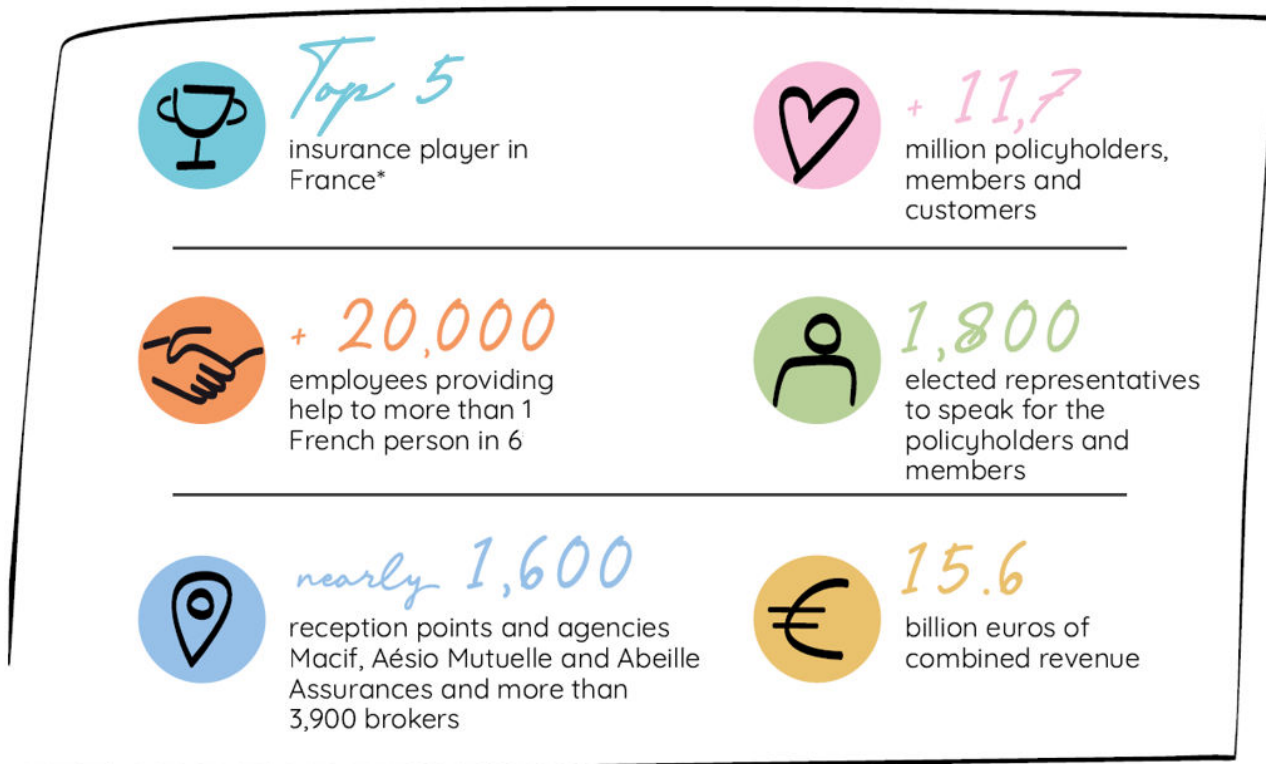 Top 5
insurance player in
France*
+ 11,7
million policyholders,
members and
customers
+ 20,000
employees providing
help to more than 1
French person in 6
1,800
elected representatives
to speak for the
policyholders and
members
nearly 1,600
reception points and agencies
Macif, Aésio Mutuelle and Abeille
Assurances and more than
3,900 brokers
15.6
billion euros of
combined revenue